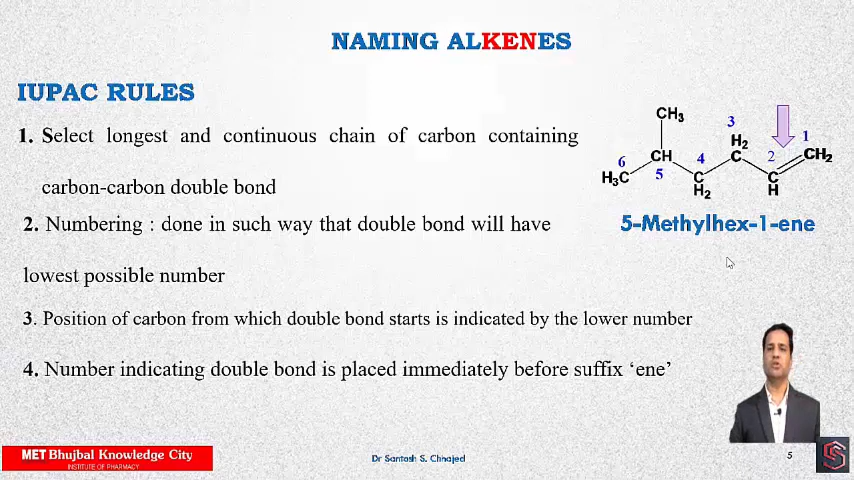 NAMING ALKENES
IUPAC RULES
1. Select longest and continuous chain of carbon containing
carbon-carbon double bond
2. Numbering : done in such way that double bond will have
lowest possible number
3. Position of carbon from which double bond starts is indicated by the lower number
4. Number indicating double bond is placed immediately before suffix ‘ene’
CH3
3
1
H2
6
CH
4
C
2
CH2
H3C
5
C
C
H2
H
5-Methylhex-1-ene
MET Bhujbal Knowledge City
INSTITUTE OF PHARMACY
Dr Santosh S. Chhajed
5